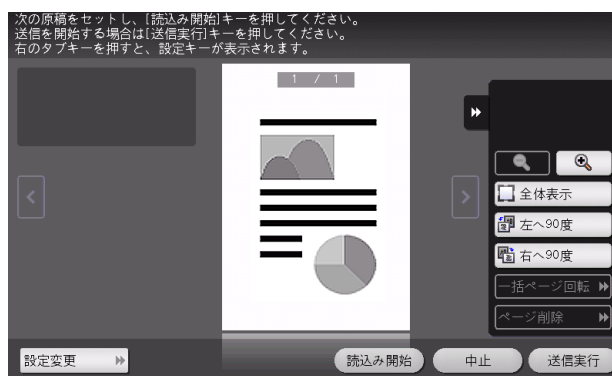 次の原稿をセットし、[読込み開始]キーを押してください。
送信を開始する場合は[送信実行]キーを押してください。
右のタブキーを押すと、設定キーが表示されます。
1 / 1
全体表示
左へ90度
右へ90度
一括ページ回転
ページ削除
設定変更
読込み開始
中止
送信実行